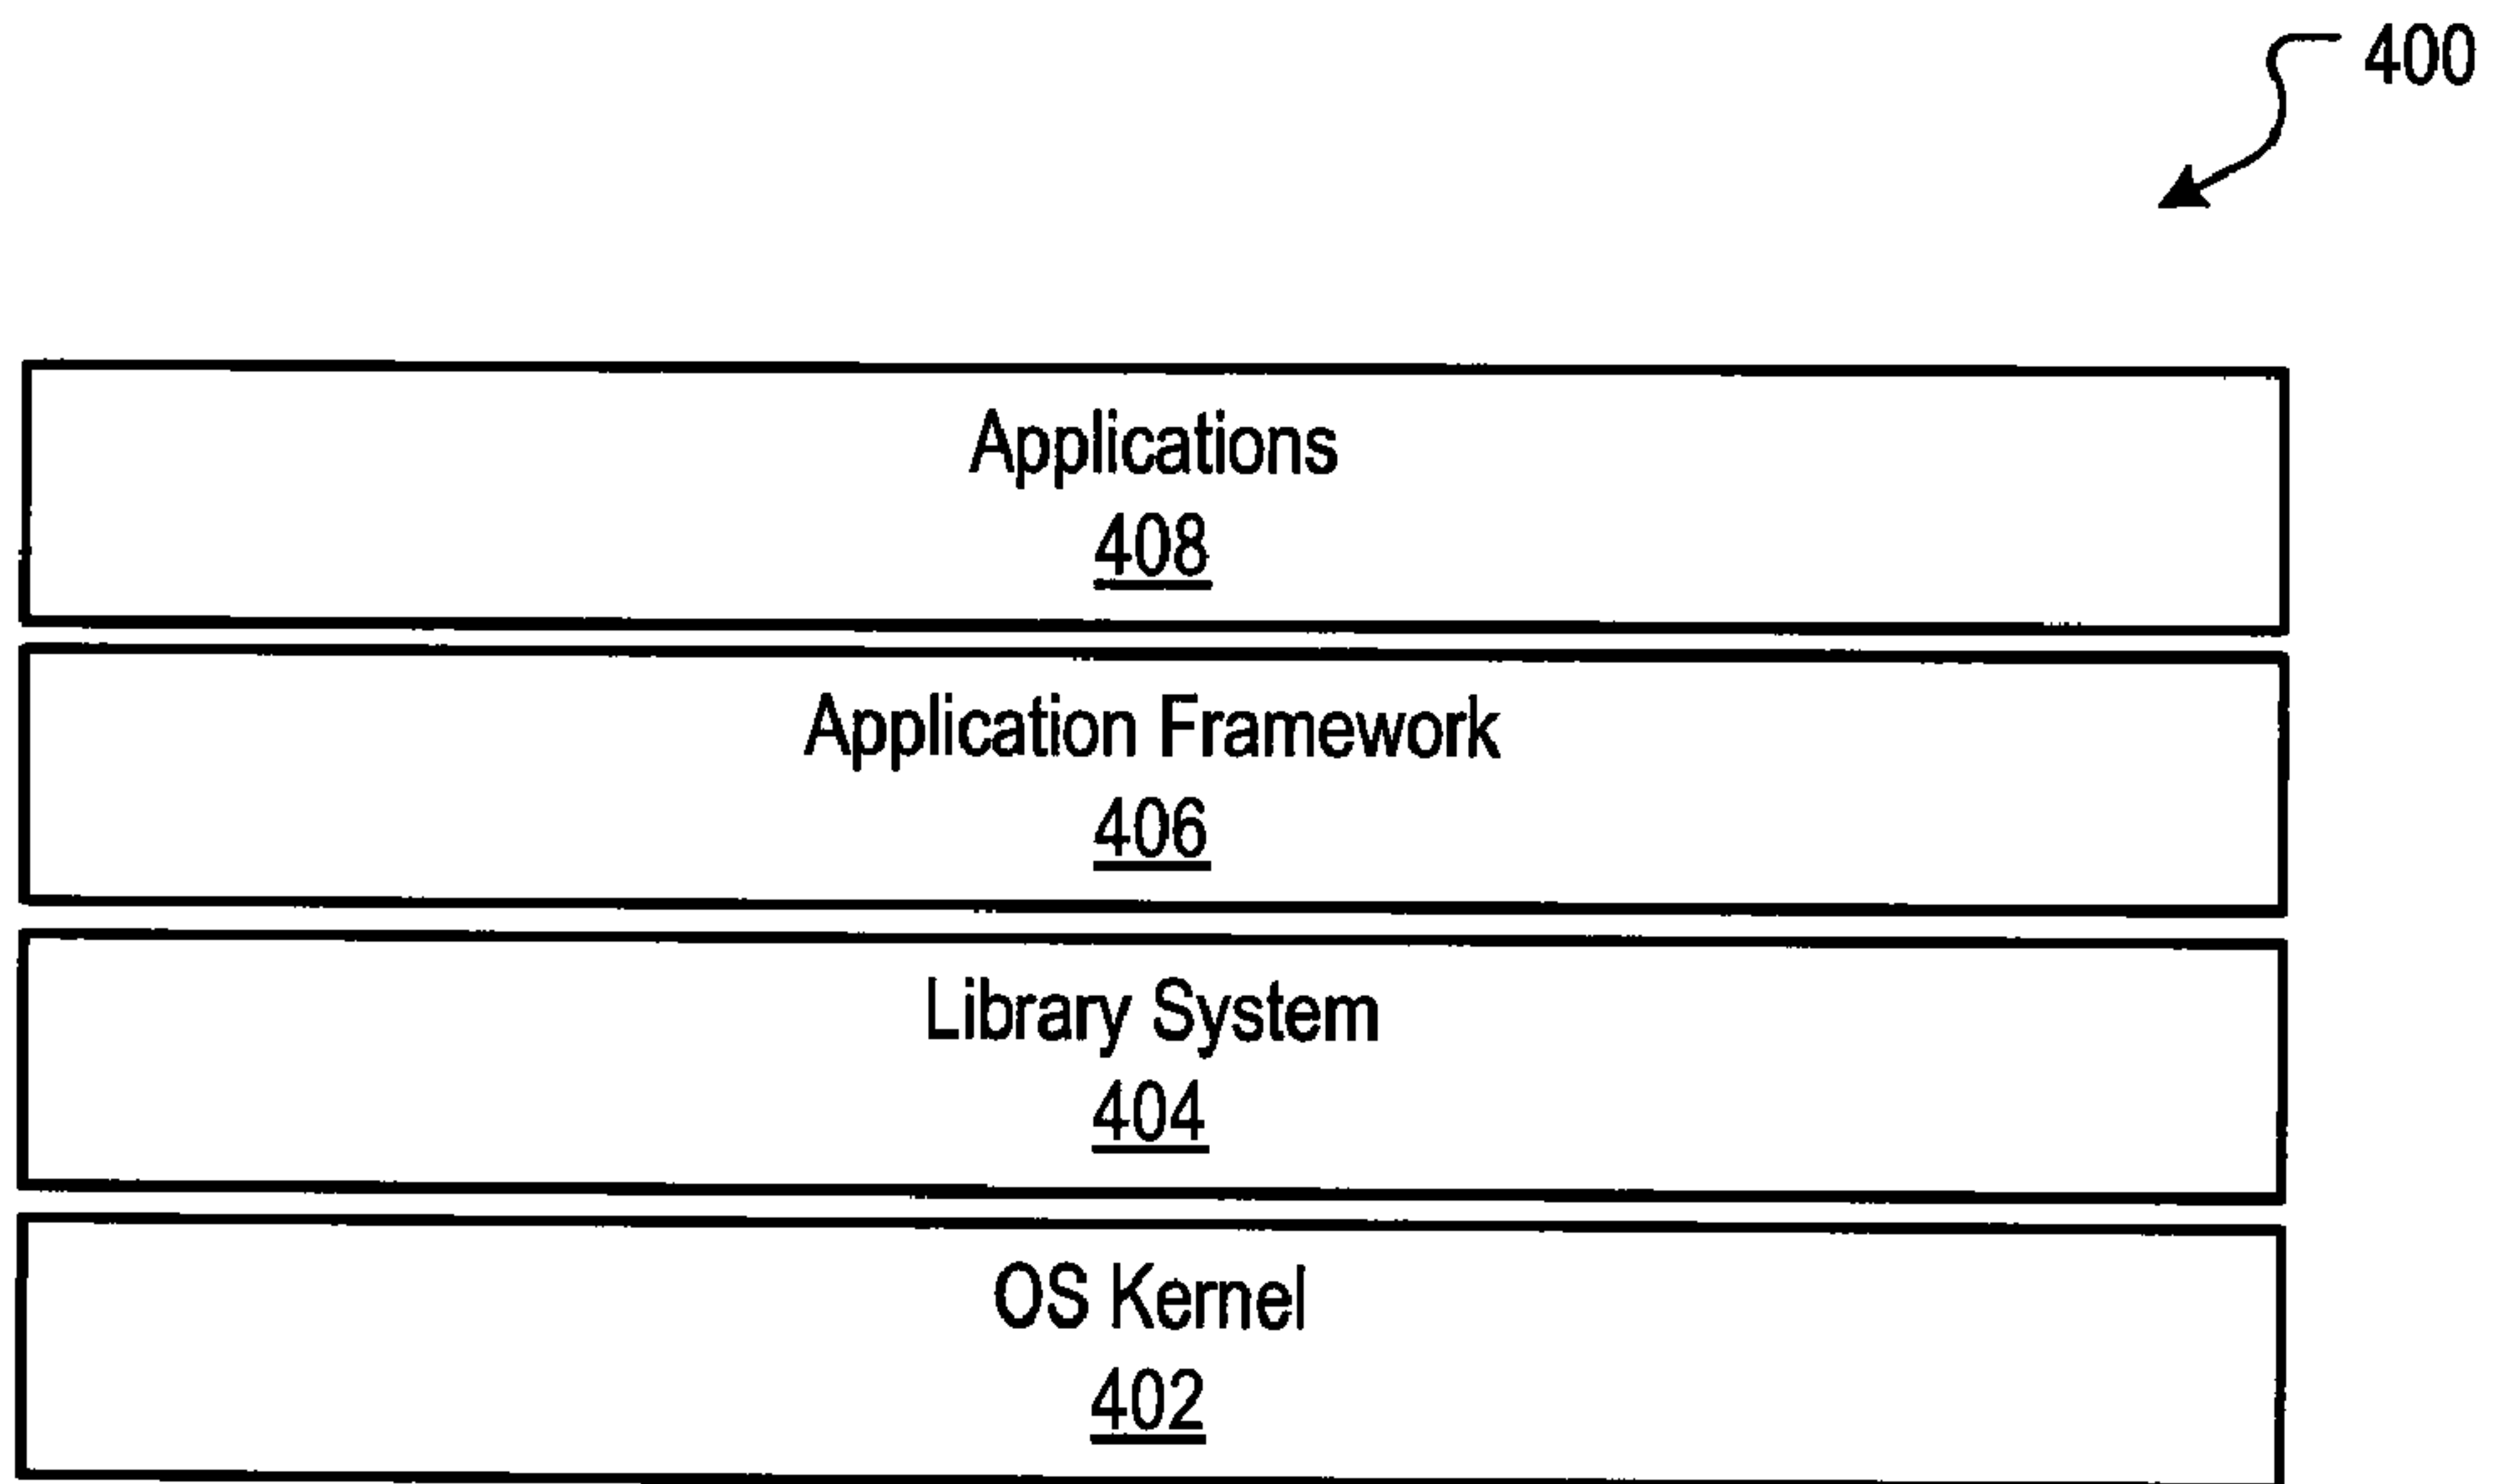 400
Applications
408
Application Framework
406
Library System
404
OS Kernel
402